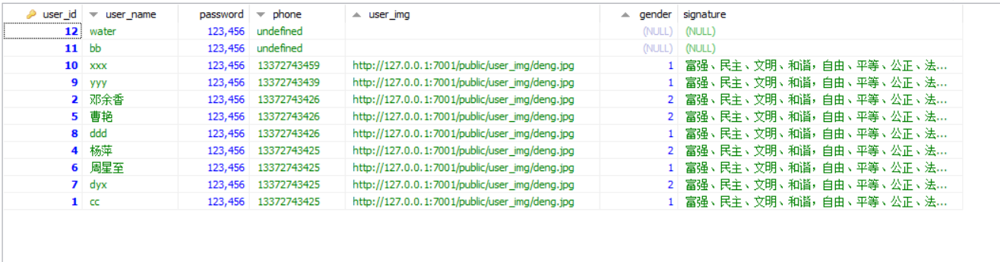 user_id user_name password phone user_img gender signature
12 water 123,456 undefined (NULL) (NULL)
11 bb 123,456 undefined (NULL) (NULL)
10 xxx 123,456 13372743459 http://127.0.0.1:7001/public/user_img/deng.jpg 1 富强、民主、文明、和谐，自由、平等、公正、法...
9 yyy 123,456 13372743439 http://127.0.0.1:7001/public/user_img/deng.jpg 1 富强、民主、文明、和谐，自由、平等、公正、法...
2 邓余香 123,456 13372743426 http://127.0.0.1:7001/public/user_img/deng.jpg 2 富强、民主、文明、和谐，自由、平等、公正、法...
5 曹艳 123,456 13372743426 http://127.0.0.1:7001/public/user_img/deng.jpg 2 富强、民主、文明、和谐，自由、平等、公正、法...
8 ddd 123,456 13372743426 http://127.0.0.1:7001/public/user_img/deng.jpg 1 富强、民主、文明、和谐，自由、平等、公正、法...
4 杨萍 123,456 13372743425 http://127.0.0.1:7001/public/user_img/deng.jpg 2 富强、民主、文明、和谐，自由、平等、公正、法...
6 周星至 123,456 13372743425 http://127.0.0.1:7001/public/user_img/deng.jpg 1 富强、民主、文明、和谐，自由、平等、公正、法...
7 dyx 123,456 13372743425 http://127.0.0.1:7001/public/user_img/deng.jpg 2 富强、民主、文明、和谐，自由、平等、公正、法...
1 cc 123,456 13372743425 http://127.0.0.1:7001/public/user_img/deng.jpg 1 富强、民主、文明、和谐，自由、平等、公正、法...